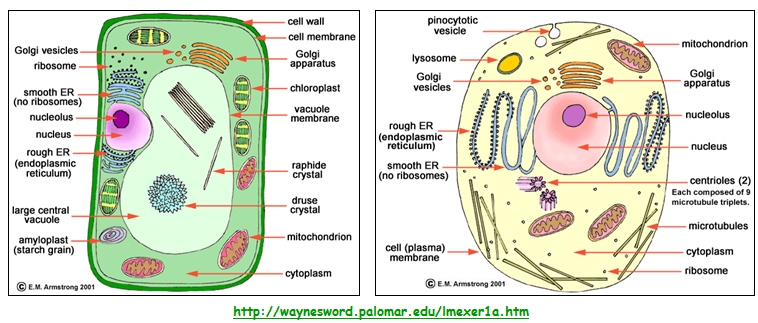 cell wall
cell membrane
Golgi vesicles
Golgi
apparatus
ribosome
chloroplast
smooth ER
(no ribosomes)
vacuole
membrane
nucleolus
nucleus
rough ER
(endoplasmic
reticulum)
raphide
crystal
druse
crystal
large central
vacuole
amyloplast
(starch grain)
mitochondrion
cytoplasm
© E.M. Armstrong 2001
pinocytotic
vesicle
mitochondrion
lysosome
Golgi
vesicles
Golgi
apparatus
nucleolus
rough ER
(endoplasmic
reticulum)
nucleus
smooth ER
(no ribosomes)
centrioles (2)
Each composed of 9
microtubule triplets.
microtubules
cell (plasma)
membrane
cytoplasm
ribosome
© E.M. Armstrong 2001
http://waynesword.palomar.edu/lmexer1a.htm